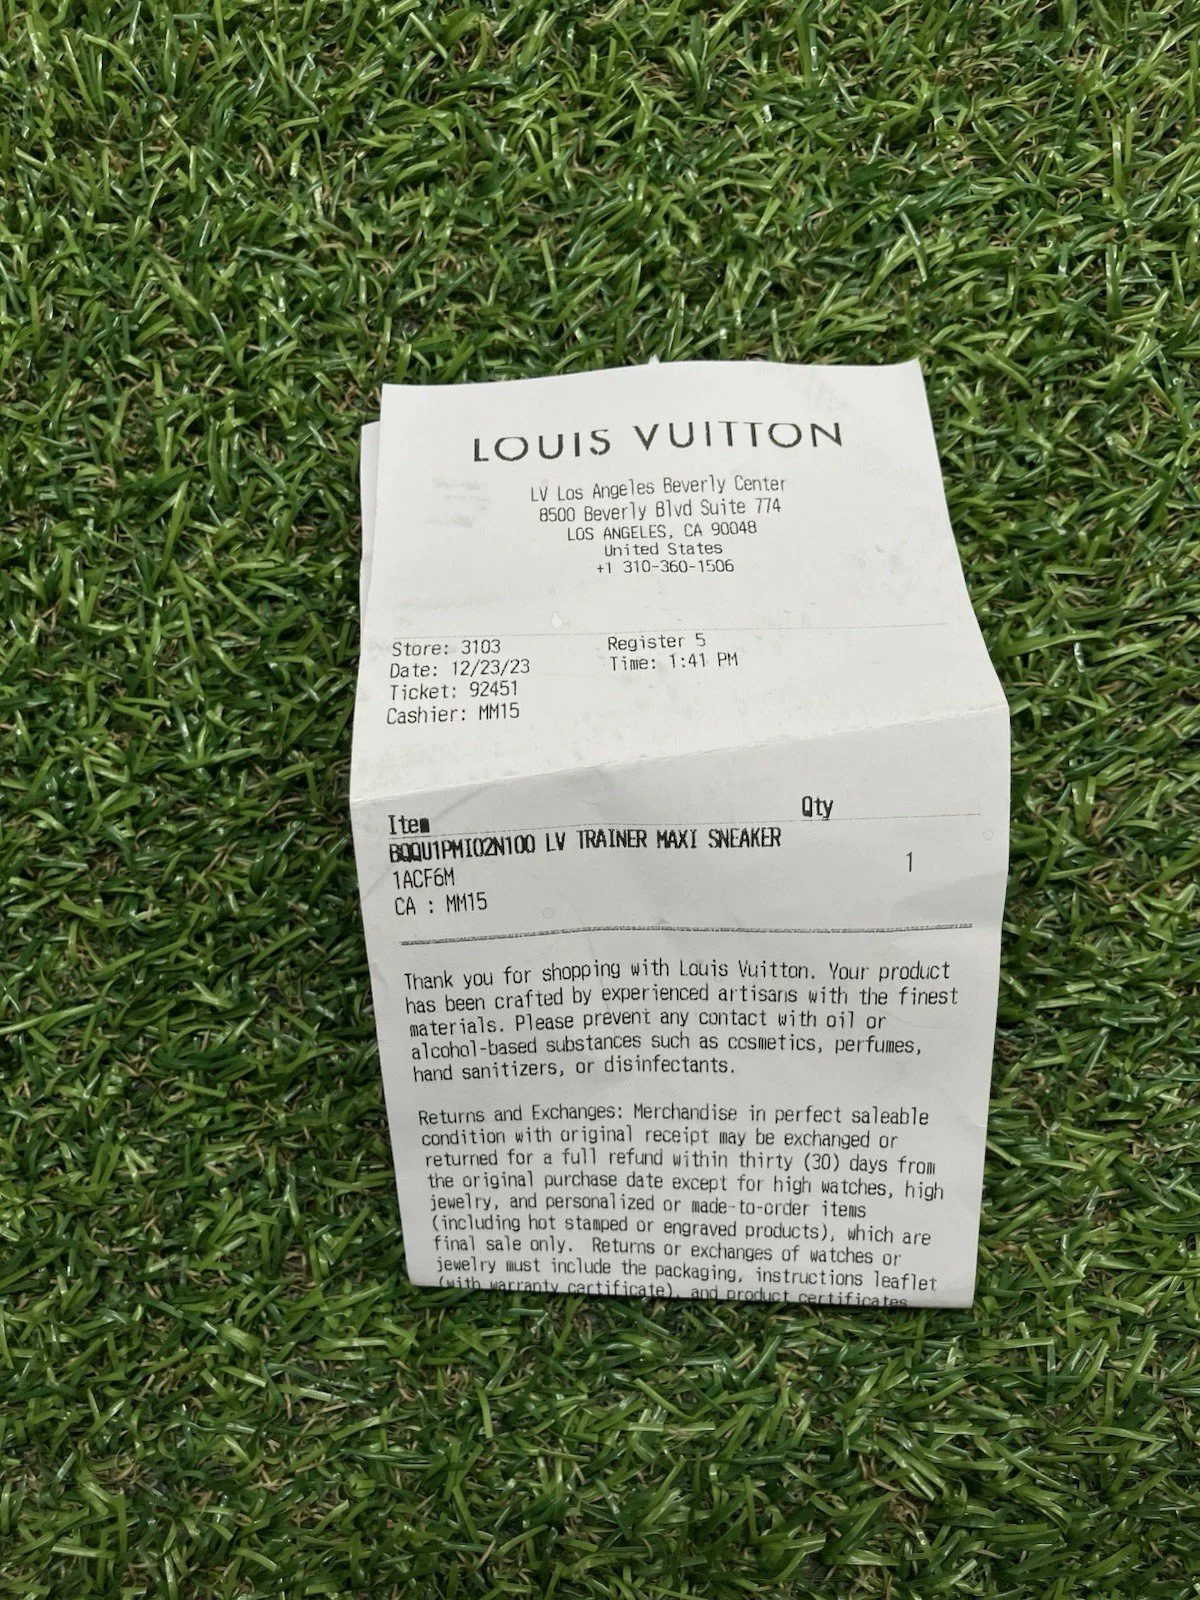 LOUIS VUITTON
LV Los Angeles Beverly Center
8500 Beverly Blvd Suite 774
LOS ANGELES, CA 90048
United States
+1 310-360-1506
Store: 3103 Register 5
Date: 12/23/23 Time: 1:41 PM
Ticket: 92451
Cashier: MM15
Item Qty
BQQU1PMI02N100 LV TRAINER MAXI SNEAKER
1ACF6M 1
CA : MM15
Thank you for shopping with Louis Vuitton. Your product
has been crafted by experienced artisans with the finest
materials. Please prevent any contact with oil or
alcohol-based substances such as cosmetics, perfumes,
hand sanitizers, or disinfectants.
Returns and Exchanges: Merchandise in perfect saleable
condition with original receipt may be exchanged or
returned for a full refund within thirty (30) days from
the original purchase date except for high watches, high
jewelry, and personalized or made-to-order items
(including hot stamped or engraved products), which are
final sale only. Returns or exchanges of watches or
jewelry must include the packaging, instructions leaflet
(with warranty certificate), and product certificates